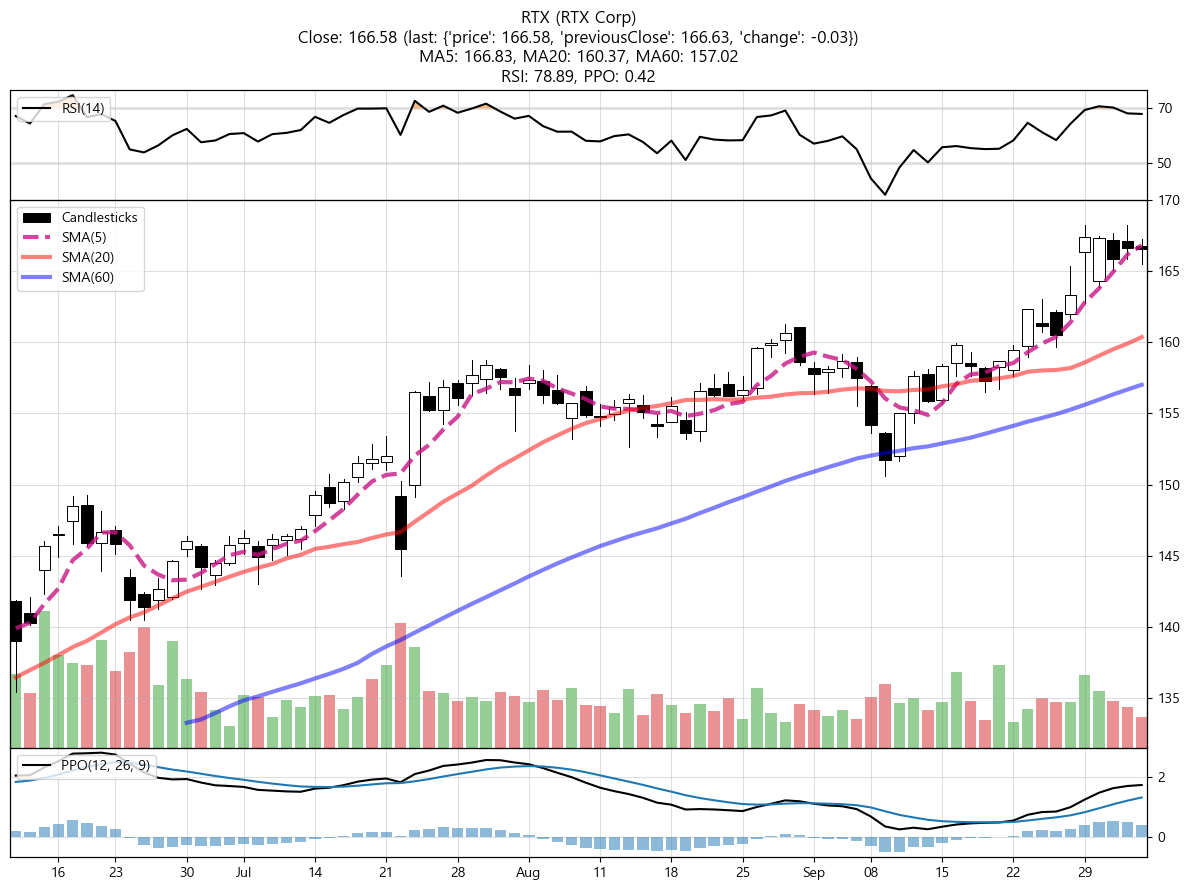 RTX (RTX Corp)
Close: 166.58 (last: {'price': 166.58, 'previousClose': 166.63, 'change': -0.03})
MA5: 166.83, MA20: 160.37, MA60: 157.02
RSI: 78.89, PPO: 0.42
RSI(14)
70
50
170
Candlesticks
SMA(5)
SMA(20)
SMA(60)
165
160
155
150
145
140
135
PPO(12, 26, 9)
2
0
16 23 30 Jul 14 21 28 Aug 11 18 25 Sep 08 15 22 29